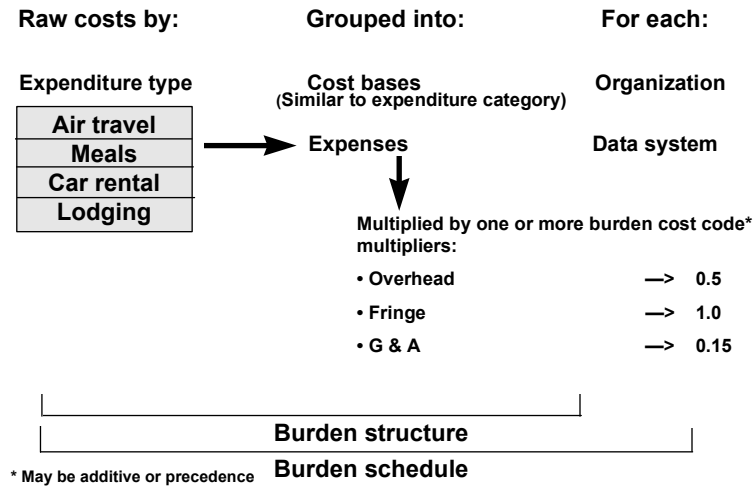 Raw costs by: Grouped into: For each:
Expenditure type Cost bases Organization
(Similar to expenditure category)
Air travel
Meals Expenses Data system
Car rental
Lodging
Multiplied by one or more burden cost code*
multipliers:
• Overhead —> 0.5
• Fringe —> 1.0
• G & A —> 0.15
Burden structure
* May be additive or precedence Burden schedule